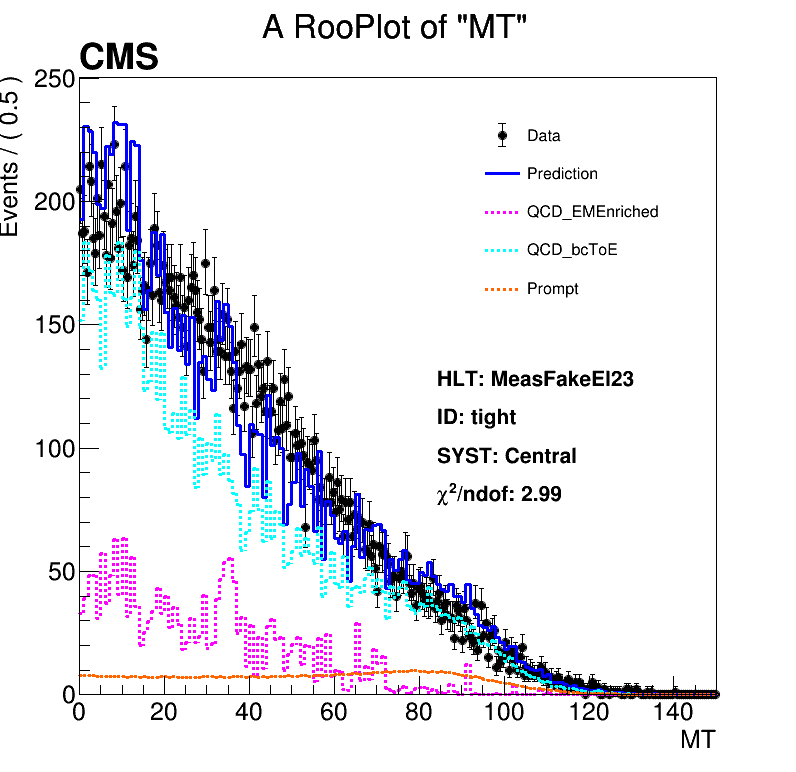 A RooPlot of "MT"
CMS
Events / ( 0.5 )
250
200
150
100
50
0
Data
Prediction
QCD_EMEnriched
QCD_bcToE
Prompt
HLT: MeasFakeEl23
ID: tight
SYST: Central
χ²/ndof: 2.99
0 20 40 60 80 100 120 140
MT